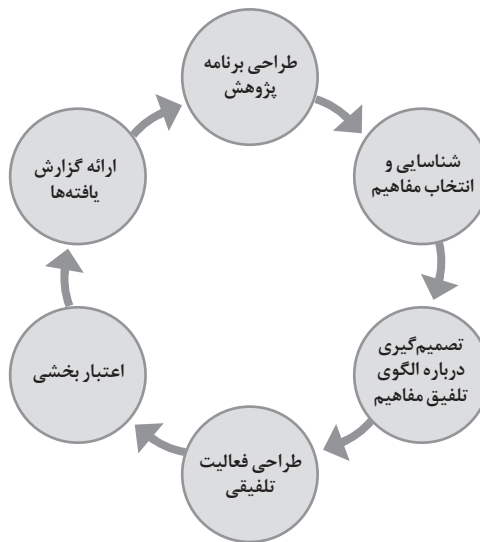 طراحی برنامه
پژوهش
شناسایی و
انتخاب مفاهیم
تصمیم‌گیری
درباره الگوی
تلفیق مفاهیم
طراحی فعالیت
تلفیقی
اعتبار بخشی
ارائه گزارش
یافته‌ها